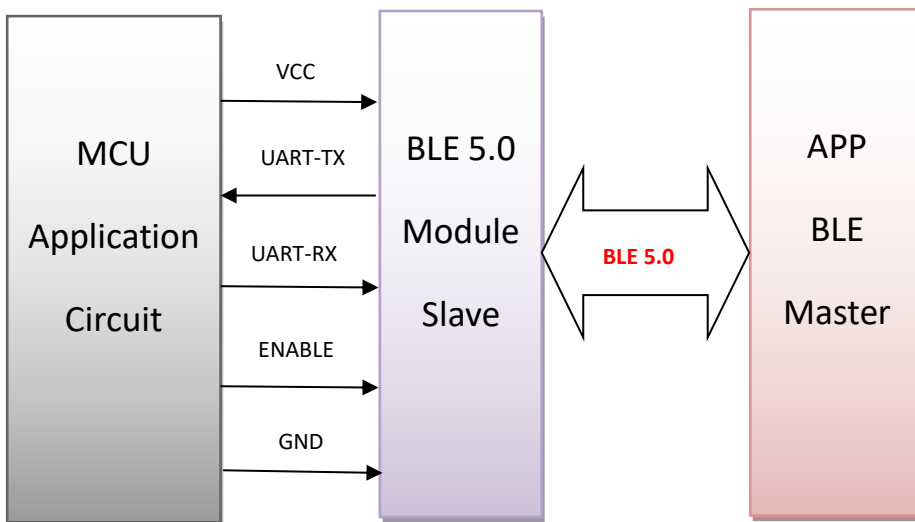 MCU
Application
Circuit
VCC
UART-TX
UART-RX
ENABLE
GND
BLE 5.0
Module
Slave
BLE 5.0
APP
BLE
Master